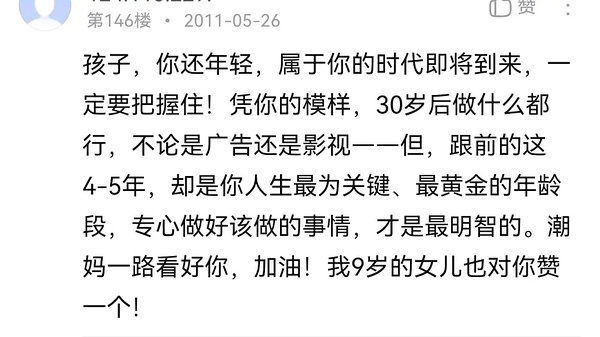 第146楼 · 2011-05-26
赞
孩子，你还年轻，属于你的时代即将到来，一
定要把握住！凭你的模样，30岁后做什么都
行，不论是广告还是影视——但，跟前的这
4-5年，却是你人生最为关键、最黄金的年龄
段，专心做好该做的事情，才是最明智的。潮
妈一路看好你，加油！我9岁的女儿也对你赞
一个！